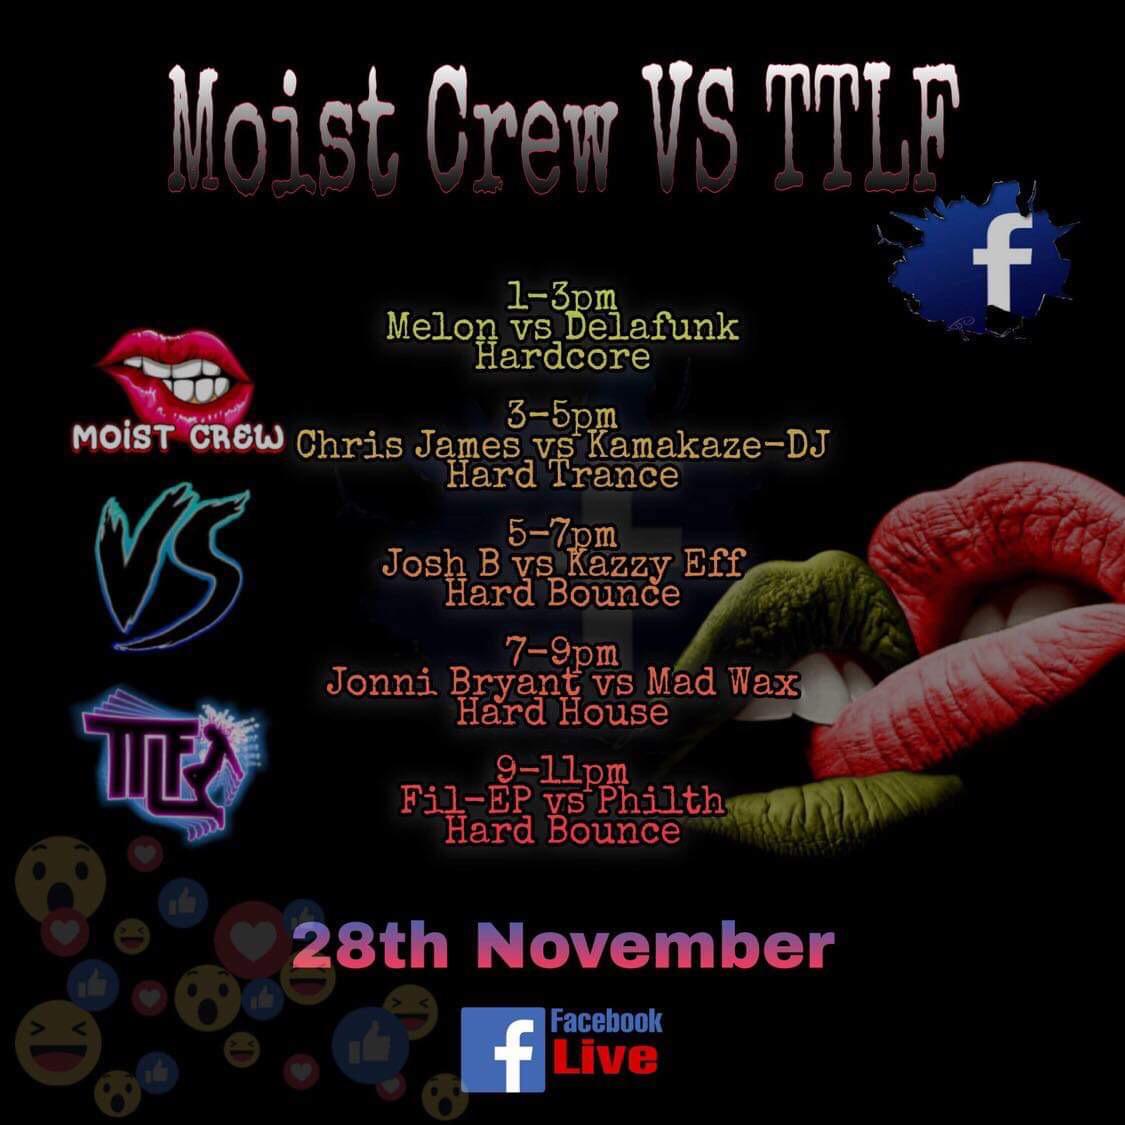 Moist Crew VS TTLF
f
1-3pm
Melon vs Delafunk
Hardcore
MOiST CREW
3-5pm
Chris James vs Kamakaze-DJ
Hard Trance
VS
5-7pm
Josh B vs Kazzy Eff
Hard Bounce
7-9pm
Jonni Bryant vs Mad Wax
Hard House
TTLF
9-11pm
Fil-EP vs Philth
Hard Bounce
28th November
f
Facebook
Live